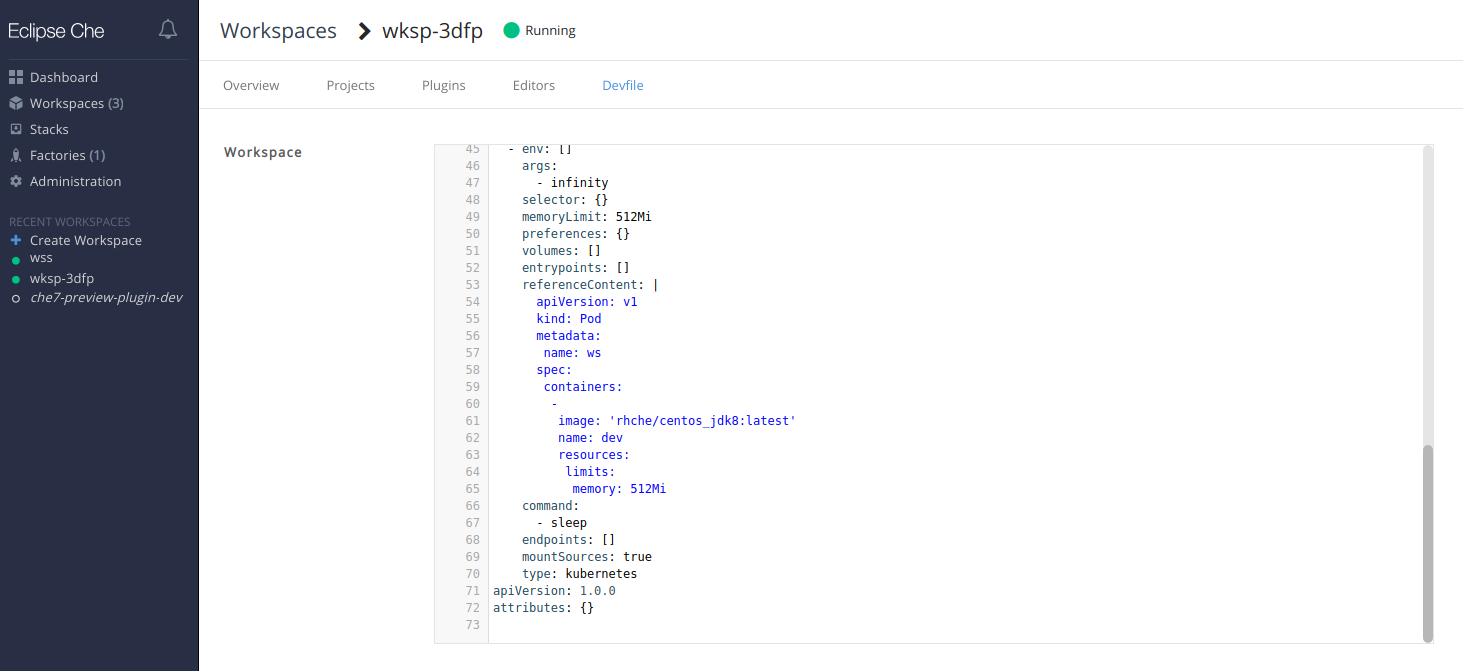 Eclipse Che
Workspaces > wksp-3dfp Running
Dashboard
Workspaces (3)
Stacks
Factories (1)
Administration
RECENT WORKSPACES
+ Create Workspace
wss
wksp-3dfp
che7-preview-plugin-dev
Overview Projects Plugins Editors Devfile
Workspace
45   - env: []
46     args:
47       - infinity
48     selector: {}
49     memoryLimit: 512Mi
50     preferences: {}
51     volumes: []
52     entrypoints: []
53     referenceContent: |
54       apiVersion: v1
55       kind: Pod
56       metadata:
57        name: ws
58       spec:
59        containers:
60         -
61          image: 'rhche/centos_jdk8:latest'
62          name: dev
63          resources:
64           limits:
65            memory: 512Mi
66     command:
67       - sleep
68     endpoints: []
69     mountSources: true
70     type: kubernetes
71 apiVersion: 1.0.0
72 attributes: {}
73